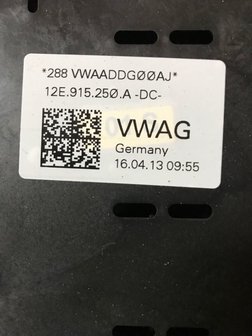 *288 VWAADDGØØAJ*
12E.915.25Ø.A -DC-
VWAG
Germany
16.04.13 09:55